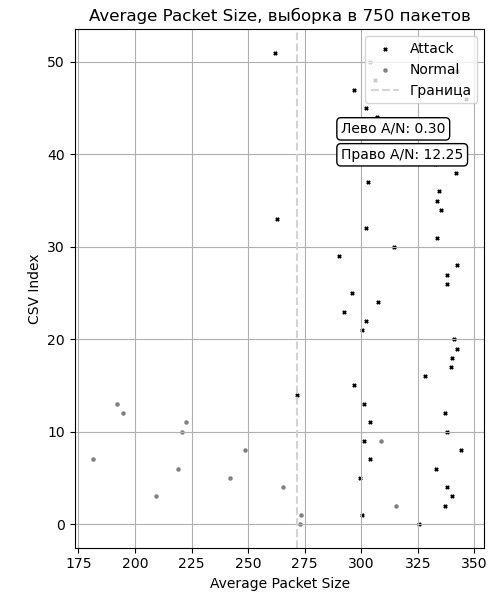 Average Packet Size, выборка в 750 пакетов
Attack
Normal
Граница
Лево A/N: 0.30
Право A/N: 12.25
CSV Index
50
40
30
20
10
0
175 200 225 250 275 300 325 350
Average Packet Size